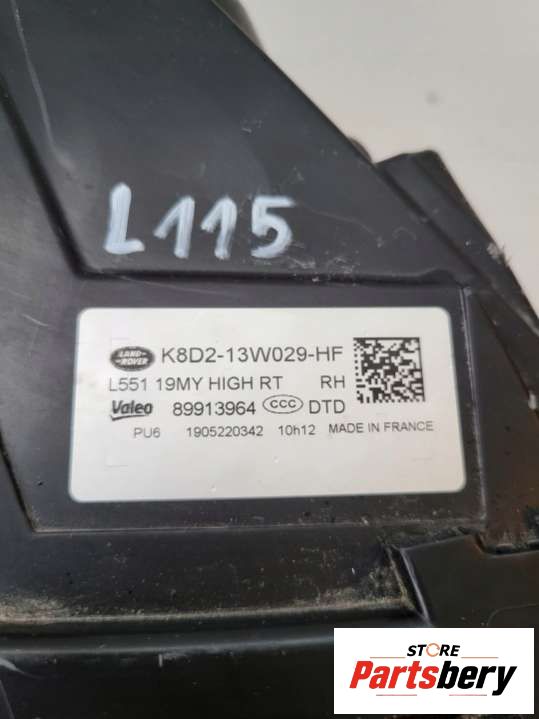 L115
LAND-ROVER K8D2-13W029-HF
L551 19MY HIGH RT RH
Valeo 89913964 CCC DTD
PU6 1905220342 10h12 MADE IN FRANCE
STORE
Partsbery